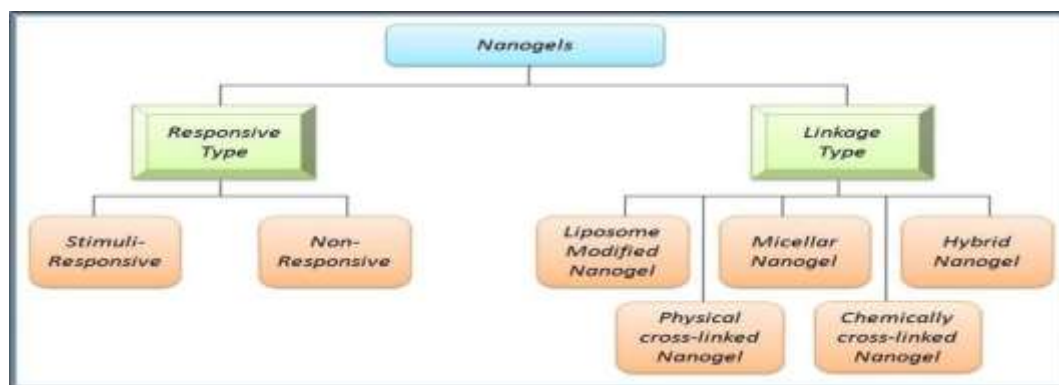 Nanogels
Responsive
Type
Linkage
Type
Stimuli-
Responsive
Non-
Responsive
Liposome
Modified
Nanogel
Micellar
Nanogel
Hybrid
Nanogel
Physical
cross-linked
Nanogel
Chemically
cross-linked
Nanogel